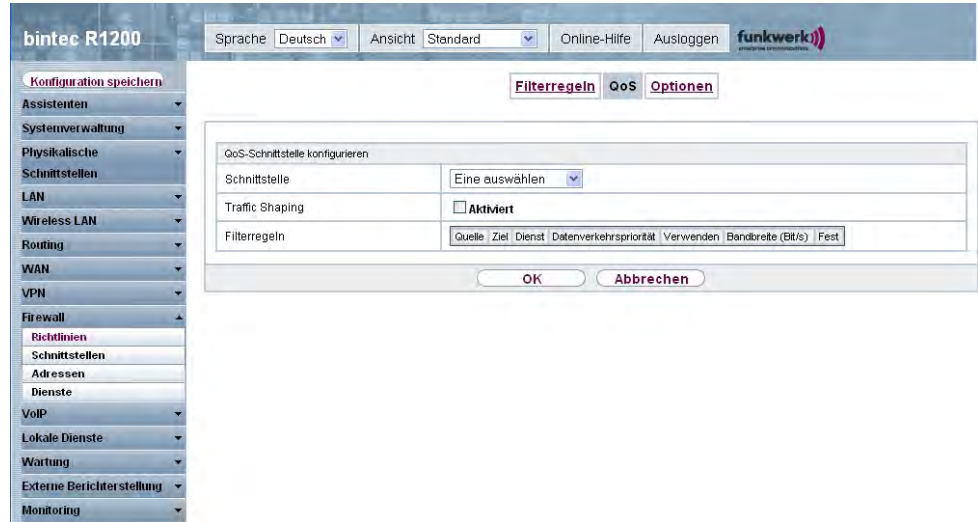 bintec R1200
Sprache Deutsch Ansicht Standard Online-Hilfe Ausloggen funkwerk
Konfiguration speichern
Assistenten
Systemverwaltung
Physikalische
Schnittstellen
LAN
Wireless LAN
Routing
WAN
VPN
Firewall
Richtlinien
Schnittstellen
Adressen
Dienste
VoIP
Lokale Dienste
Wartung
Externe Berichterstellung
Monitoring
Filterregeln QoS Optionen
QoS-Schnittstelle konfigurieren
Schnittstelle Eine auswählen
Traffic Shaping Aktiviert
Filterregeln Quelle Ziel Dienst Datenverkehrspriorität Verwenden Bandbreite (Bit/s) Fest
OK Abbrechen